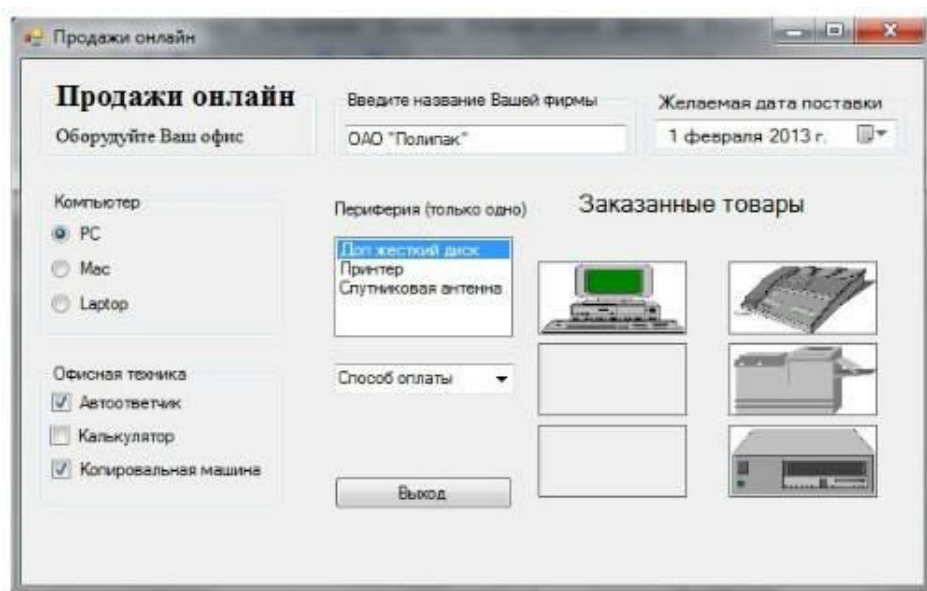 Продажи онлайн
Продажи онлайн
Оборудуйте Ваш офис
Введите название Вашей фирмы
ОАО "Полипак"
Желаемая дата поставки
1 февраля 2013 г.
Компьютер
PC
Mac
Laptop
Периферия (только одно)
Доп жесткий диск
Принтер
Спутниковая антенна
Заказанные товары
Офисная техника
Автоответчик
Калькулятор
Копировальная машина
Способ оплаты
Выход